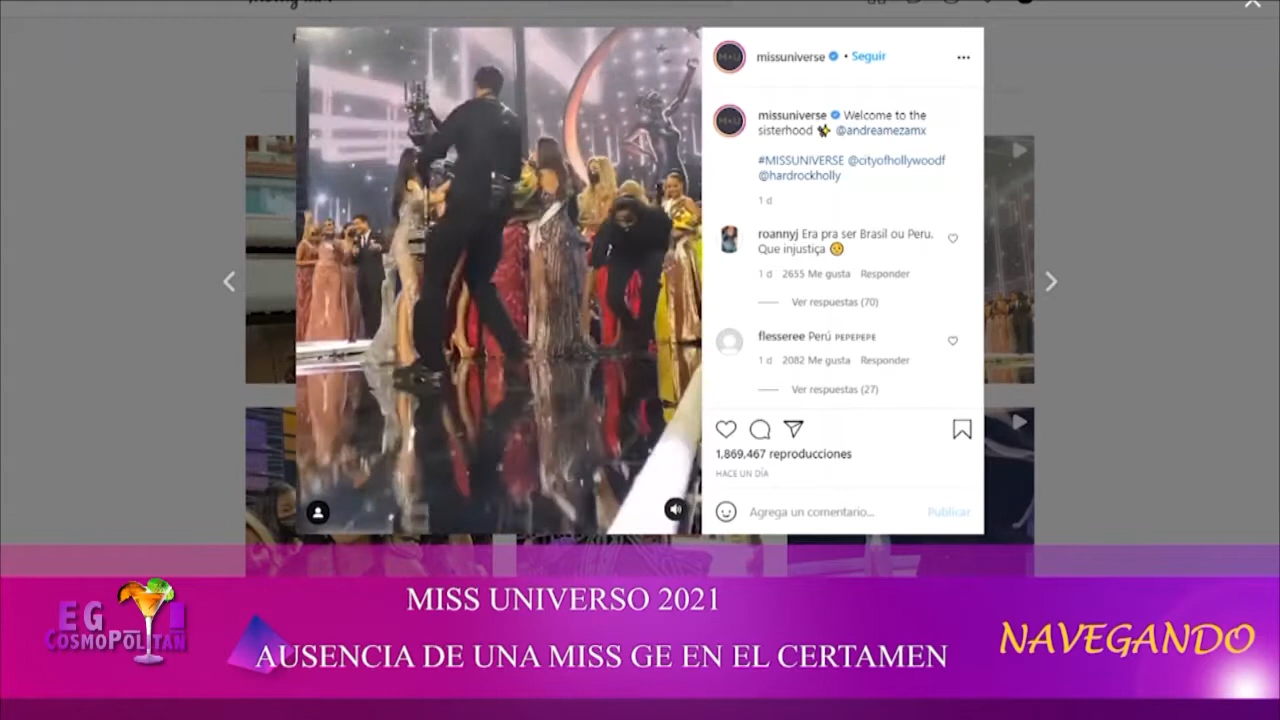 missuniverse • Seguir
missuniverse Welcome to the
sisterhood @andreamezamx
#MISSUNIVERSE @cityofhollywoodf
@hardrockholly
1 d
roannyj Era pra ser Brasil ou Peru.
Que injustiça
1 d 2655 Me gusta Responder
Ver respuestas (70)
flesseree Perú PEPEPEPE
1 d 2082 Me gusta Responder
Ver respuestas (27)
1,869,467 reproducciones
HACE UN DÍA
Agrega un comentario...
Publicar
MISS UNIVERSO 2021
AUSENCIA DE UNA MISS GE EN EL CERTAMEN
EG
COSMOPOLITAN
NAVEGANDO